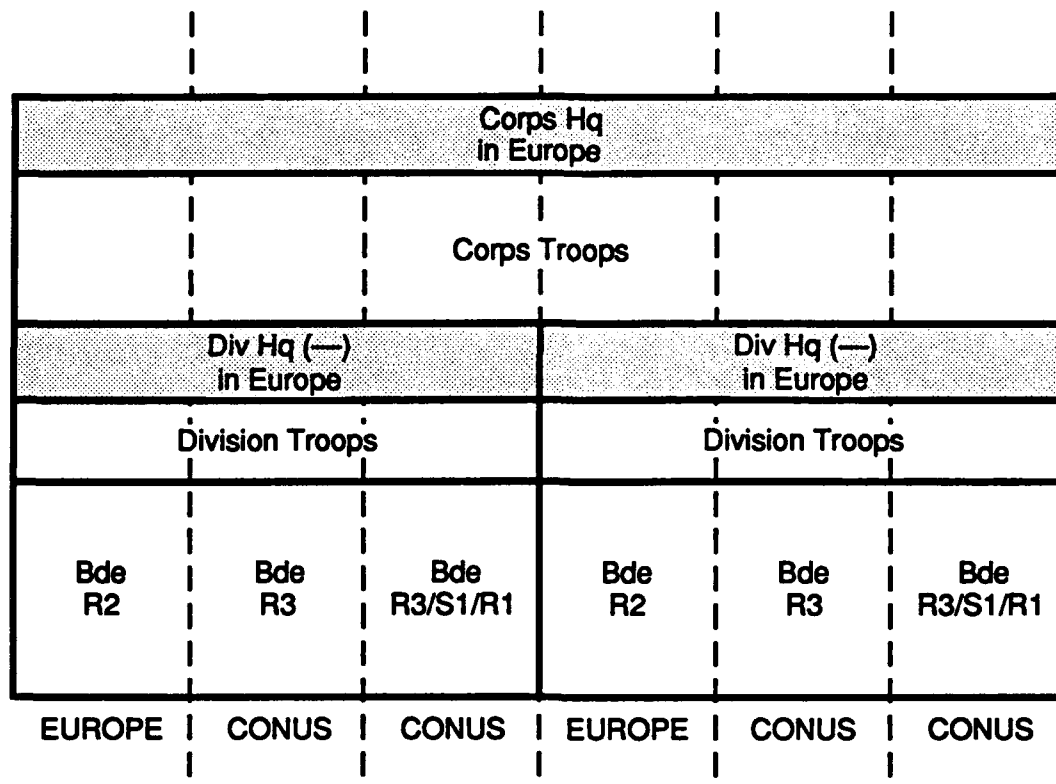 Corps Hq
in Europe
Corps Troops
Div Hq (—)
in Europe
Div Hq (—)
in Europe
Division Troops
Division Troops
Bde
R2
Bde
R3
Bde
R3/S1/R1
Bde
R2
Bde
R3
Bde
R3/S1/R1
EUROPE
CONUS
CONUS
EUROPE
CONUS
CONUS